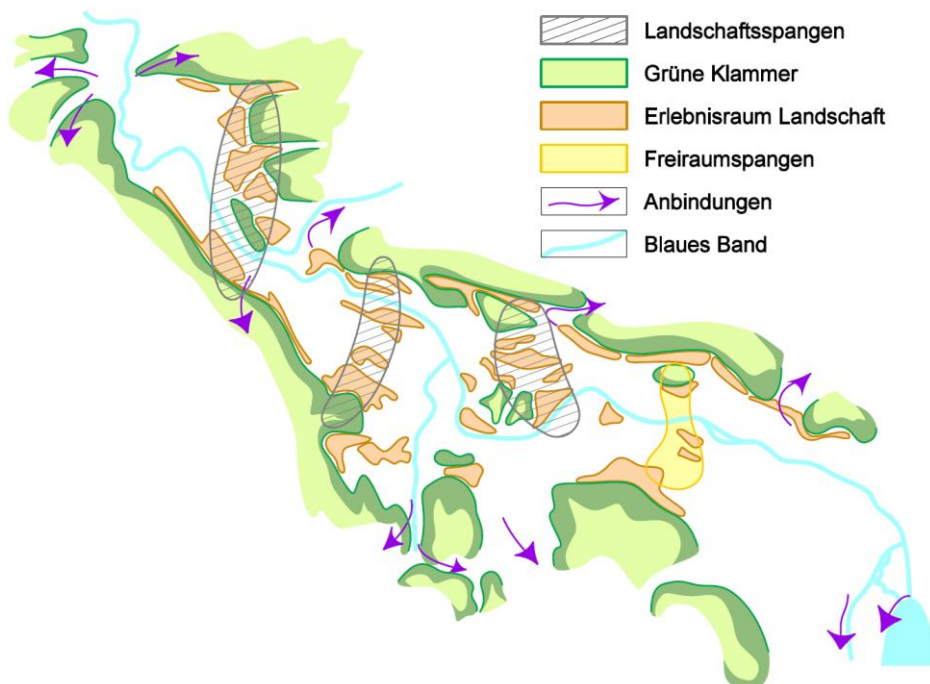 Landschaftsspangen
Grüne Klammer
Erlebnisraum Landschaft
Freiraumspangen
Anbindungen
Blaues Band